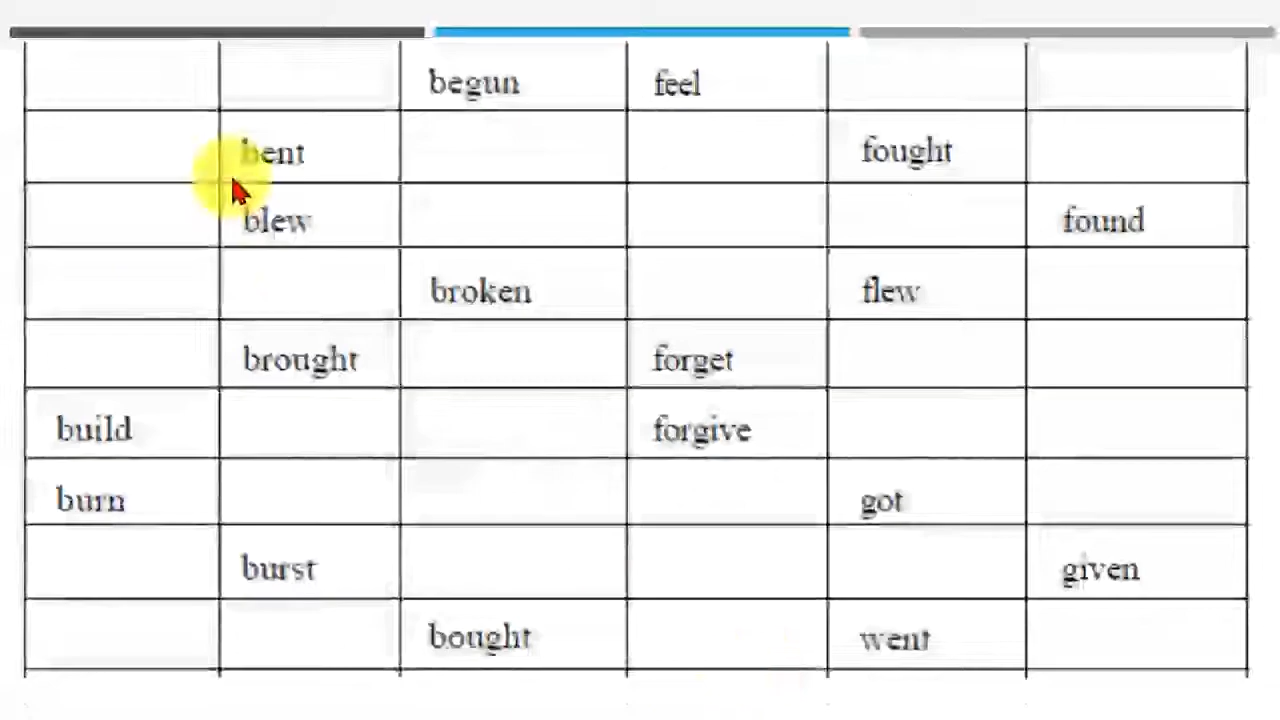 begun feel
bent fought
blew found
broken flew
brought forget
build forgive
burn got
burst given
bought went